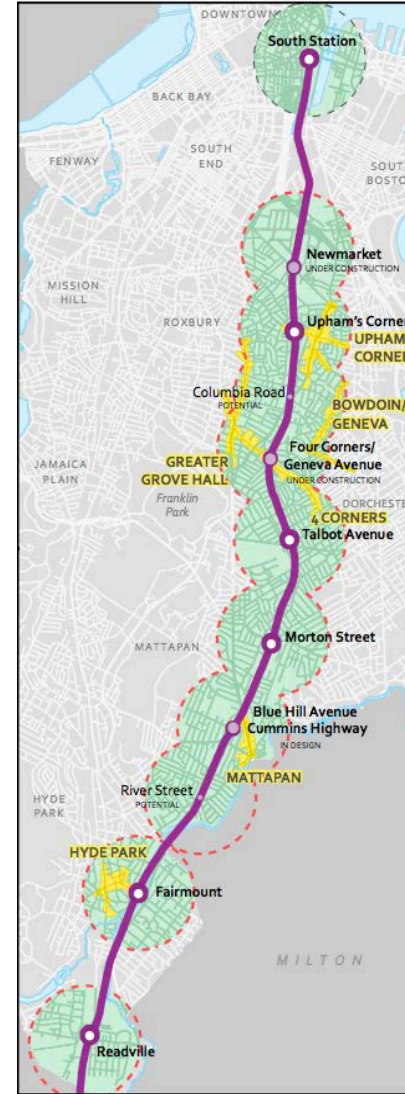 DOWNTOWN
South Station
BACK BAY
SOUTH
END
FENWAY
SOUT
BOSTO
Newmarket
UNDER CONSTRUCTION
MISSION
HILL
ROXBURY
Upham's Corner
UPHAM
CORNER
Columbia Road
POTENTIAL
BOWDOIN/
GENEVA
Four Corners/
Geneva Avenue
UNDER CONSTRUCTION
GREATER
GROVE HALL
JAMAICA
PLAIN
Franklin
Park
DORCHESTE
4 CORNERS
Talbot Avenue
MATTAPAN
Morton Street
Blue Hill Avenue
Cummins Highway
IN DESIGN
MATTAPAN
River Street
POTENTIAL
HYDE
PARK
HYDE PARK
Fairmount
MILTON
Readville